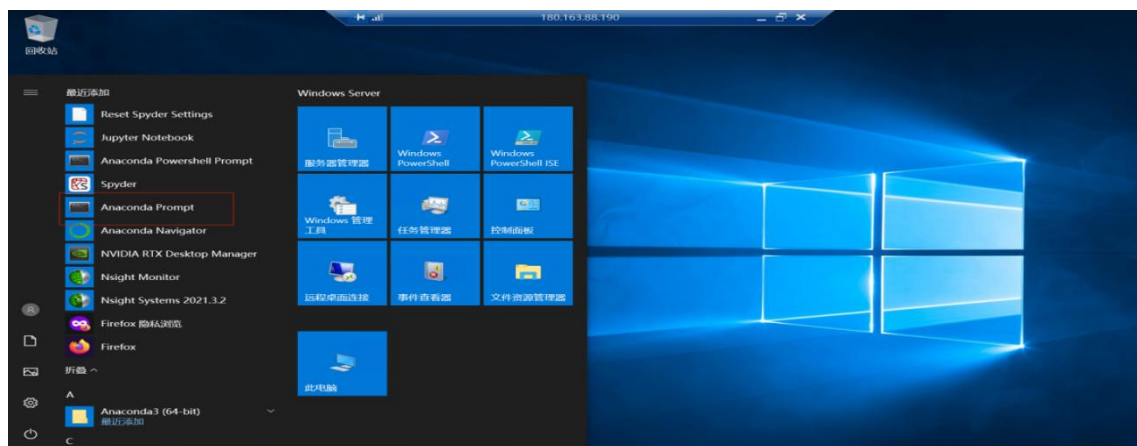 180.163.88.190
回收站
最近添加
Reset Spyder Settings
Jupyter Notebook
Anaconda Powershell Prompt
Spyder
Anaconda Prompt
Anaconda Navigator
NVIDIA RTX Desktop Manager
Nsight Monitor
Nsight Systems 2021.3.2
Firefox 隐私浏览
Firefox
折叠
A
Anaconda3 (64-bit)
最近添加
C
Windows Server
服务器管理器
Windows
PowerShell
Windows
PowerShell ISE
Windows 管理
工具
任务管理器
控制面板
远程桌面连接
事件查看器
文件资源管理器
此电脑